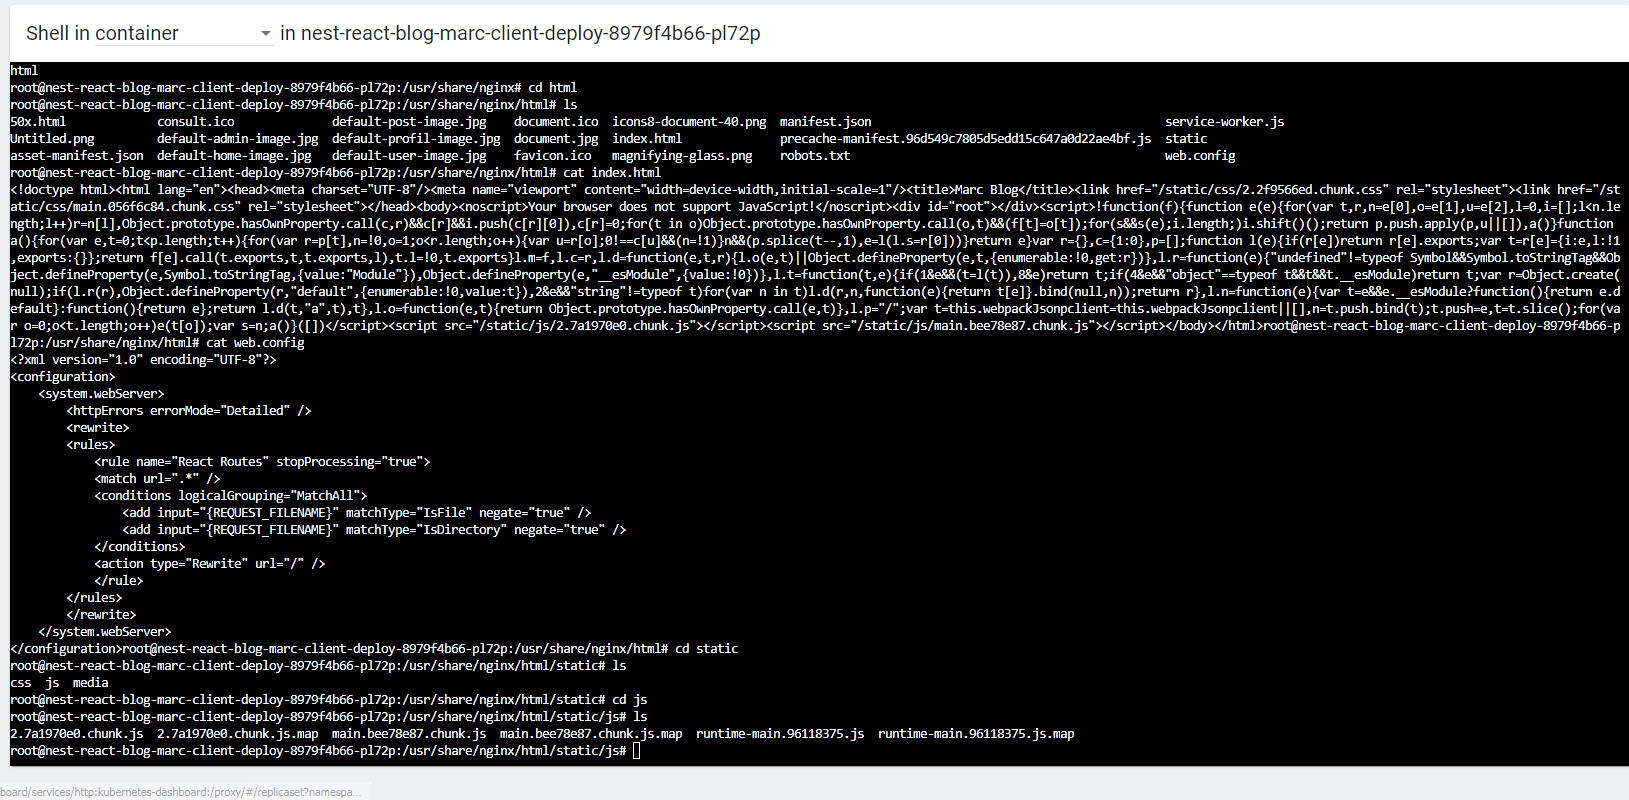 Shell in container in nest-react-blog-marc-client-deploy-8979f4b66-pl72p
html
root@nest-react-blog-marc-client-deploy-8979f4b66-pl72p:/usr/share/nginx# cd html
root@nest-react-blog-marc-client-deploy-8979f4b66-pl72p:/usr/share/nginx/html# ls
50x.html             consult.ico              default-post-image.jpg    document.ico  icons8-document-40.png  manifest.json                                          service-worker.js
Untitled.png         default-admin-image.jpg  default-profil-image.jpg  document.jpg  index.html              precache-manifest.96d549c7805d5edd15c647a0d22ae4bf.js  static
asset-manifest.json  default-home-image.jpg   default-user-image.jpg    favicon.ico   magnifying-glass.png    robots.txt                                             web.config
root@nest-react-blog-marc-client-deploy-8979f4b66-pl72p:/usr/share/nginx/html# cat index.html
<!doctype html><html lang="en"><head><meta charset="UTF-8"/><meta name="viewport" content="width=device-width,initial-scale=1"/><title>Marc Blog</title><link href="/static/css/2.2f9566ed.chunk.css" rel="stylesheet"><link href="/st
atic/css/main.056f6c84.chunk.css" rel="stylesheet"></head><body><noscript>Your browser does not support JavaScript!</noscript><div id="root"></div><script>!function(f){function e(e){for(var t,r,n=e[0],o=e[1],u=e[2],l=0,i=[];l<n.le
ngth;l++)r=n[l],Object.prototype.hasOwnProperty.call(c,r)&&c[r]&&i.push(c[r][0]),c[r]=0;for(t in o)Object.prototype.hasOwnProperty.call(o,t)&&(f[t]=o[t]);for(s&&s(e);i.length;)i.shift()();return p.push.apply(p,u||[]),a()}function 
a(){for(var e,t=0;t<p.length;t++){for(var r=p[t],n=!0,o=1;o<r.length;o++){var u=r[o];0!==c[u]&&(n=!1)}n&&(p.splice(t--,1),e=l(l.s=r[0]))}return e}var r={},c={1:0},p=[];function l(e){if(r[e])return r[e].exports;var t=r[e]={i:e,l:!1
,exports:{}};return f[e].call(t.exports,t,t.exports,l),t.l=!0,t.exports}l.m=f,l.c=r,l.d=function(e,t,r){l.o(e,t)||Object.defineProperty(e,t,{enumerable:!0,get:r})},l.r=function(e){"undefined"!=typeof Symbol&&Symbol.toStringTag&&Ob
ject.defineProperty(e,Symbol.toStringTag,{value:"Module"}),Object.defineProperty(e,"__esModule",{value:!0})},l.t=function(t,e){if(1&e&&(t=l(t)),8&e)return t;if(4&e&&"object"==typeof t&&t&&t.__esModule)return t;var r=Object.create(
null);if(l.r(r),Object.defineProperty(r,"default",{enumerable:!0,value:t}),2&e&&"string"!=typeof t)for(var n in t)l.d(r,n,function(e){return t[e]}.bind(null,n));return r},l.n=function(e){var t=e&&e.__esModule?function(){return e.d
efault}:function(){return e};return l.d(t,"a",t),t},l.o=function(e,t){return Object.prototype.hasOwnProperty.call(e,t)},l.p="/";var t=this.webpackJsonpclient=this.webpackJsonpclient||[],n=t.push.bind(t);t.push=e,t=t.slice();for(va
r o=0;o<t.length;o++)e(t[o]);var s=n;a()}([])</script><script src="/static/js/2.7a1970e0.chunk.js"></script><script src="/static/js/main.bee78e87.chunk.js"></script></body></html>root@nest-react-blog-marc-client-deploy-8979f4b66-p
l72p:/usr/share/nginx/html# cat web.config
<?xml version="1.0" encoding="UTF-8"?>
<configuration>
    <system.webServer>
        <httpErrors errorMode="Detailed" />
        <rewrite>
        <rules>
            <rule name="React Routes" stopProcessing="true">
            <match url=".*" />
            <conditions logicalGrouping="MatchAll">
                <add input="{REQUEST_FILENAME}" matchType="IsFile" negate="true" />
                <add input="{REQUEST_FILENAME}" matchType="IsDirectory" negate="true" />
            </conditions>
            <action type="Rewrite" url="/" />
            </rule>
        </rules>
        </rewrite>
    </system.webServer>
</configuration>root@nest-react-blog-marc-client-deploy-8979f4b66-pl72p:/usr/share/nginx/html# cd static
root@nest-react-blog-marc-client-deploy-8979f4b66-pl72p:/usr/share/nginx/html/static# ls
css  js  media
root@nest-react-blog-marc-client-deploy-8979f4b66-pl72p:/usr/share/nginx/html/static# cd js
root@nest-react-blog-marc-client-deploy-8979f4b66-pl72p:/usr/share/nginx/html/static/js# ls
2.7a1970e0.chunk.js  2.7a1970e0.chunk.js.map  main.bee78e87.chunk.js  main.bee78e87.chunk.js.map  runtime-main.96118375.js  runtime-main.96118375.js.map
root@nest-react-blog-marc-client-deploy-8979f4b66-pl72p:/usr/share/nginx/html/static/js#
board/services/http:kubernetes-dashboard:/proxy/#/replicaset?namespa...